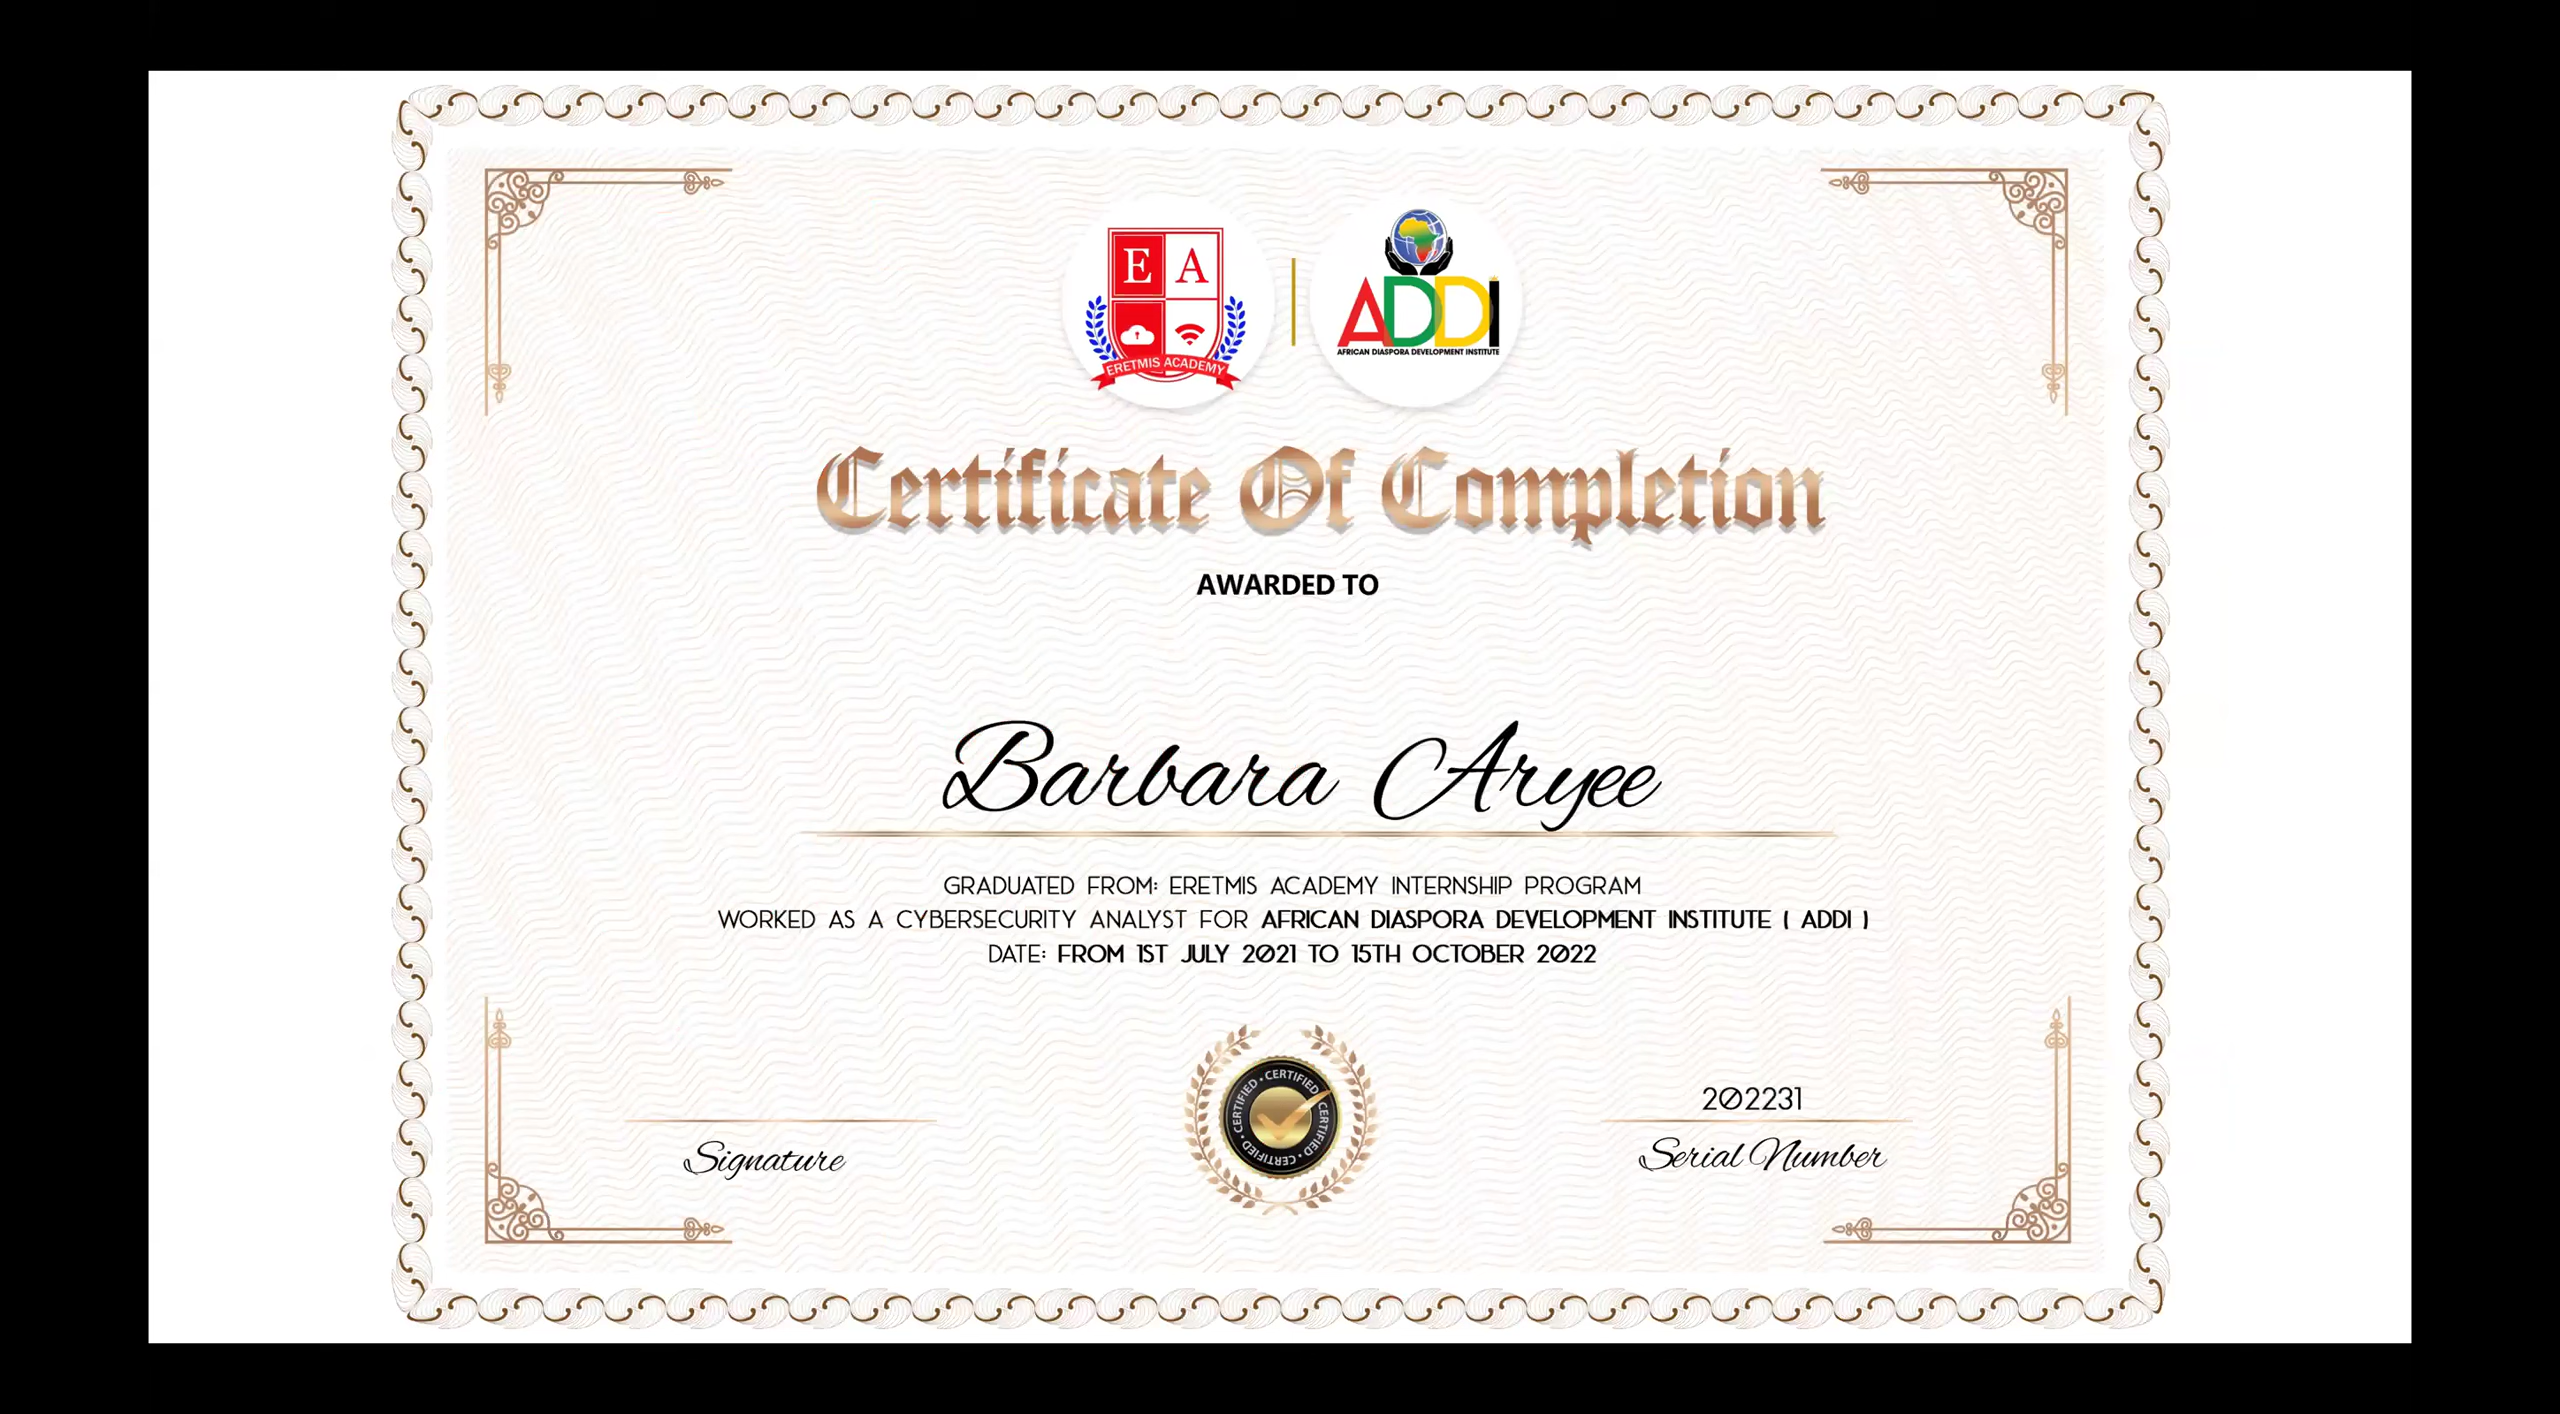 E A
ERETMIS ACADEMY
ADDI
AFRICAN DIASPORA DEVELOPMENT INSTITUTE
Certificate Of Completion
AWARDED TO
Barbara Aryee
GRADUATED FROM: ERETMIS ACADEMY INTERNSHIP PROGRAM
WORKED AS A CYBERSECURITY ANALYST FOR AFRICAN DIASPORA DEVELOPMENT INSTITUTE ( ADDI )
DATE: FROM 1ST JULY 2021 TO 15TH OCTOBER 2022
CERTIFIED • CERTIFIED • CERTIFIED • CERTIFIED •
202231
Signature
Serial Number